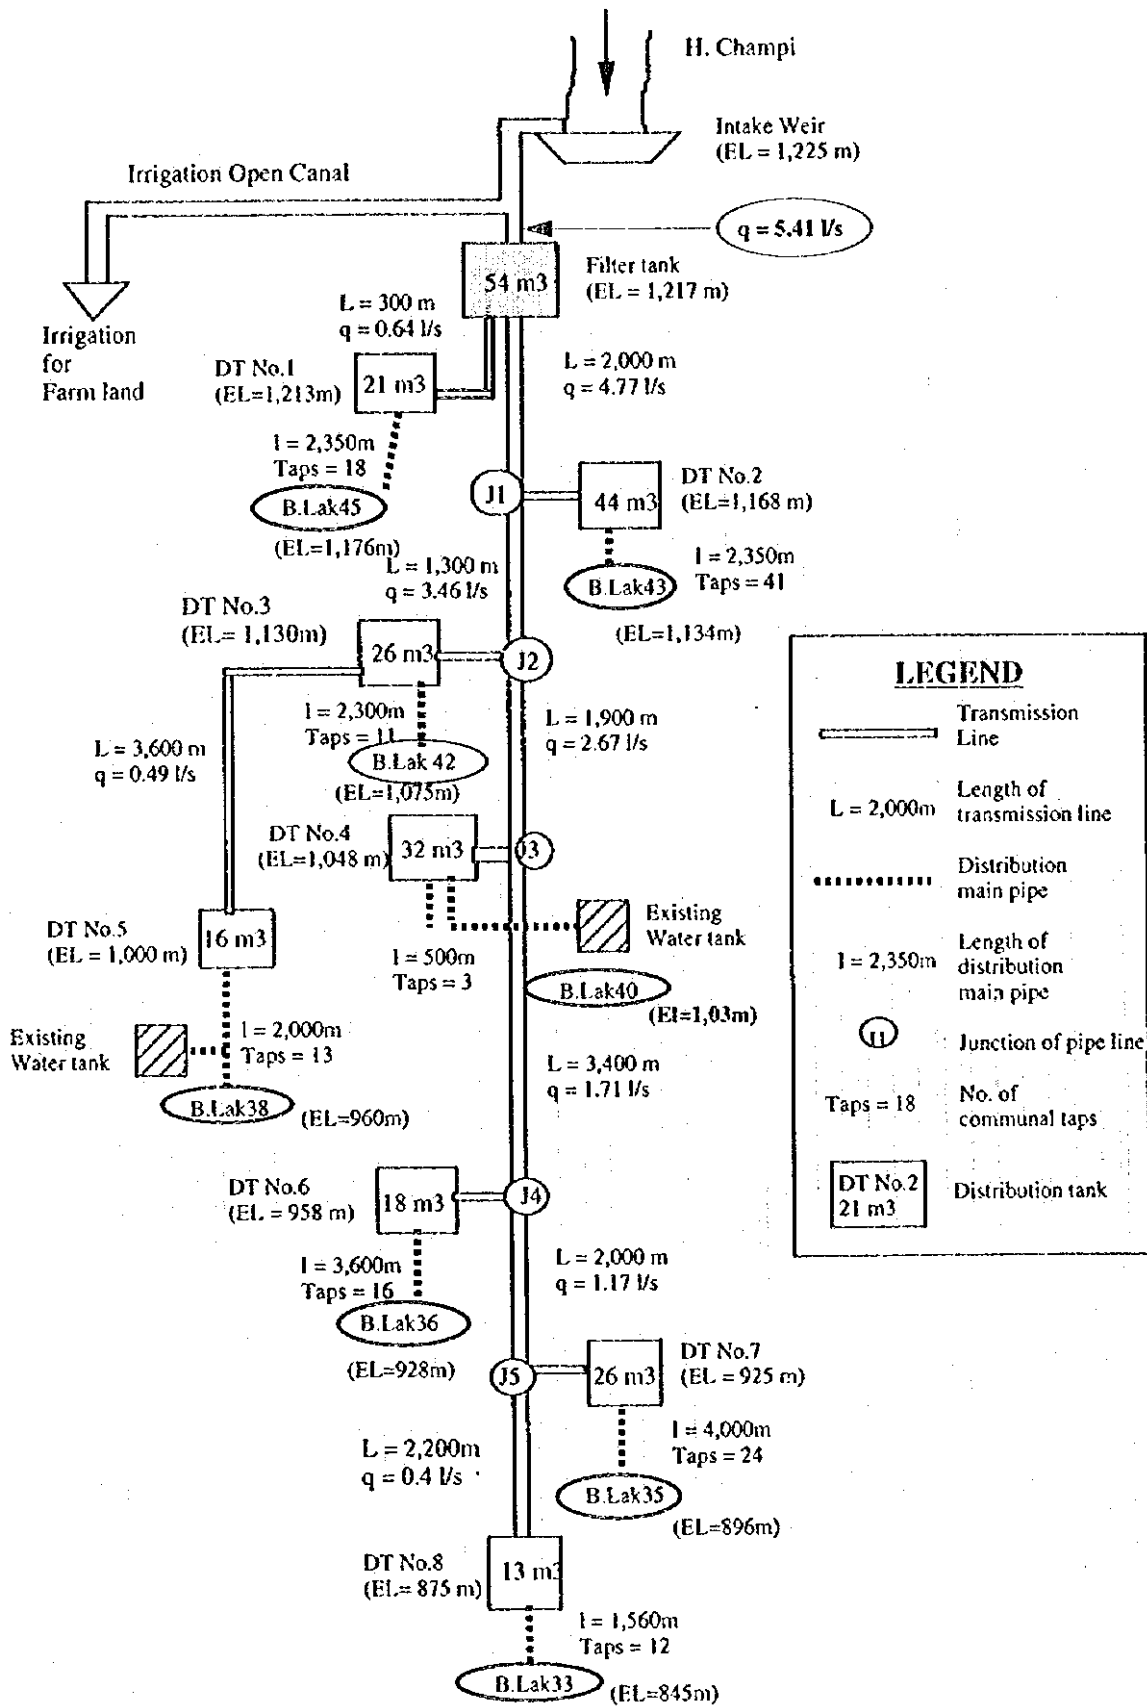 H. Champi
Intake Weir
(EL = 1,225 m)
Irrigation Open Canal
q = 5.41 l/s
54 m3
Filter tank
(EL = 1,217 m)
Irrigation
for
Farm land
L = 300 m
q = 0.64 l/s
DT No.1
(EL=1,213m)
21 m3
L = 2,000 m
q = 4.77 l/s
l = 2,350m
Taps = 18
B.Lak45
(EL=1,176m)
J1
44 m3
DT No.2
(EL=1,168 m)
l = 2,350m
Taps = 41
B.Lak43
(EL=1,134m)
L = 1,300 m
q = 3.46 l/s
DT No.3
(EL= 1,130m)
26 m3
J2
l = 2,300m
Taps = 11
B.Lak 42
(EL=1,075m)
L = 1,900 m
q = 2.67 l/s
L = 3,600 m
q = 0.49 l/s
DT No.4
(EL=1,048 m)
32 m3
J3
DT No.5
(EL = 1,000 m)
16 m3
l = 500m
Taps = 3
Existing
Water tank
B.Lak40
(El=1,03m)
Existing
Water tank
l = 2,000m
Taps = 13
B.Lak38
(EL=960m)
L = 3,400 m
q = 1.71 l/s
DT No.6
(EL = 958 m)
18 m3
J4
l = 3,600m
Taps = 16
B.Lak36
(EL=928m)
L = 2,000 m
q = 1.17 l/s
J5
26 m3
DT No.7
(EL = 925 m)
l = 4,000m
Taps = 24
B.Lak35
(EL=896m)
L = 2,200m
q = 0.4 l/s
DT No.8
(EL= 875 m)
13 m3
l = 1,560m
Taps = 12
B.Lak33
(EL=845m)
LEGEND
Transmission
Line
L = 2,000m
Length of
transmission line
Distribution
main pipe
l = 2,350m
Length of
distribution
main pipe
J1
Junction of pipe line
Taps = 18
No. of
communal taps
DT No.2
21 m3
Distribution tank